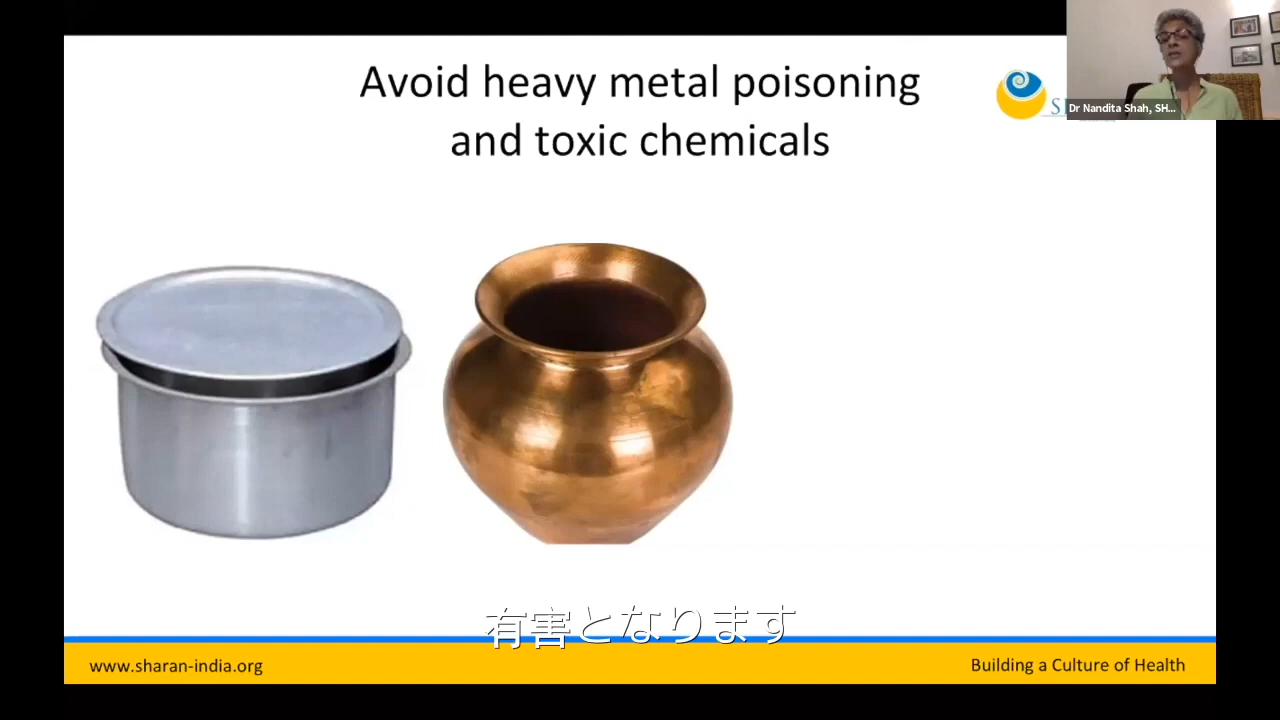 Avoid heavy metal poisoning
and toxic chemicals
Dr Nandita Shah, SH...
有害となります
www.sharan-india.org
Building a Culture of Health